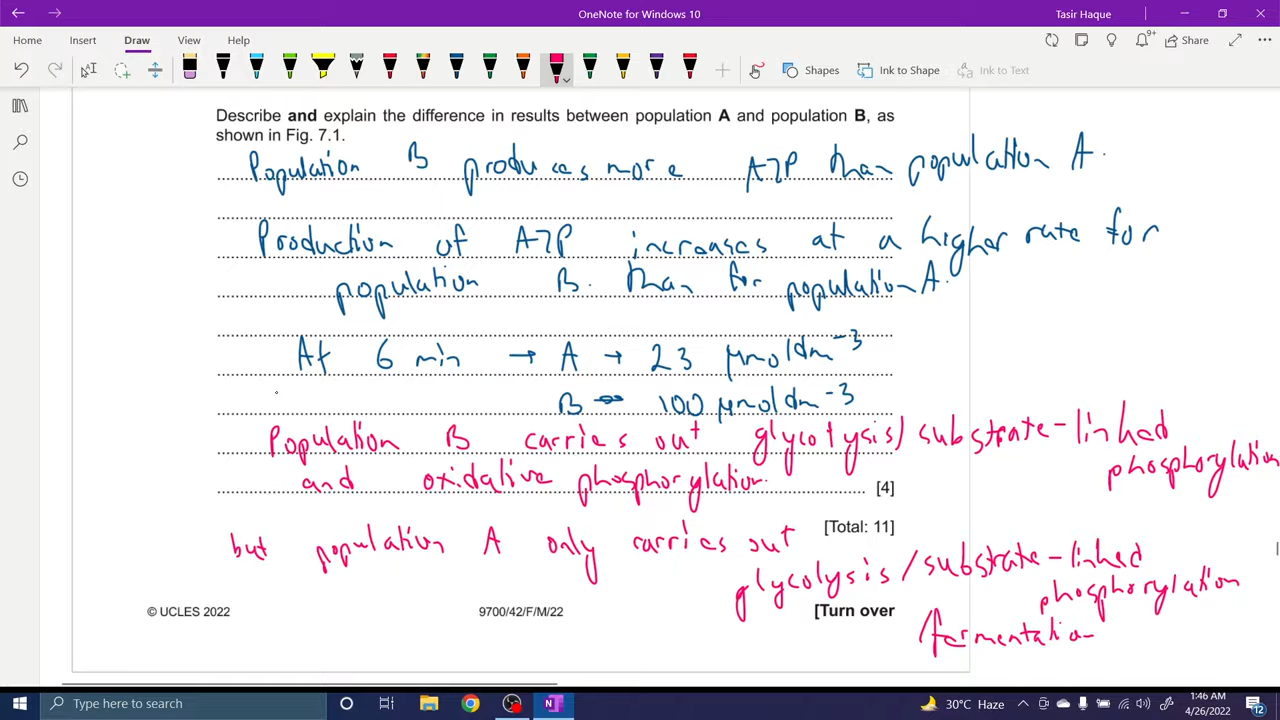 OneNote for Windows 10
Tasir Haque
Home Insert Draw View Help
9+
Share
Shapes
Ink to Shape
Ink to Text
Describe and explain the difference in results between population A and population B, as
shown in Fig. 7.1.
Population B produces more ATP than population A.
Production of ATP increases at a higher rate for
population B. than for population A.
At 6 min → A → 23 μmoldm⁻³
B → 100 μmoldm⁻³
Population B carries out glycolysis/substrate-linked
phosphorylation
and oxidative phosphorylation.
[4]
[Total: 11]
but population A only carries out
glycolysis/substrate-linked
phosphorylation
/fermentation
© UCLES 2022
9700/42/F/M/22
[Turn over
Type here to search
30°C Haze
1:46 AM
4/26/2022
12